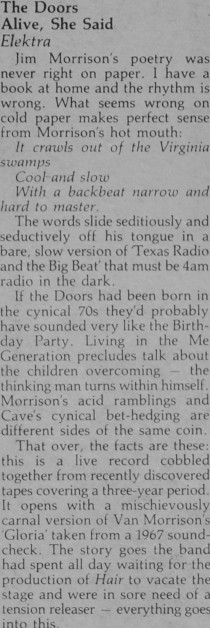 The Doors
Alive, She Said
Elektra
Jim Morrison's poetry was
never right on paper. I have a
book at home and the rhythm is
wrong. What seems wrong on
cold paper makes perfect sense
from Morrison's hot mouth:
It crawls out of the Virginia
swamps
Cool and slow
With a backbeat narrow and
hard to master.
The words slide seditiously and
seductively off his tongue in a
bare, slow version of 'Texas Radio
and the Big Beat' that must be 4am
radio in the dark.
If the Doors had been born in
the cynical 70s they'd probably
have sounded very like the Birth-
day Party. Living in the Me
Generation precludes talk about
the children overcoming — the
thinking man turns within himself.
Morrison's acid ramblings and
Cave's cynical bet-hedging are
different sides of the same coin.
That over, the facts are these:
this is a live record cobbled
together from recently discovered
tapes covering a three-year period.
It opens with a mischievously
carnal version of Van Morrison's
'Gloria' taken from a 1967 sound-
check. The story goes the band
had spent all day waiting for the
production of Hair to vacate the
stage and were in sore need of a
tension releaser — everything goes
into this.